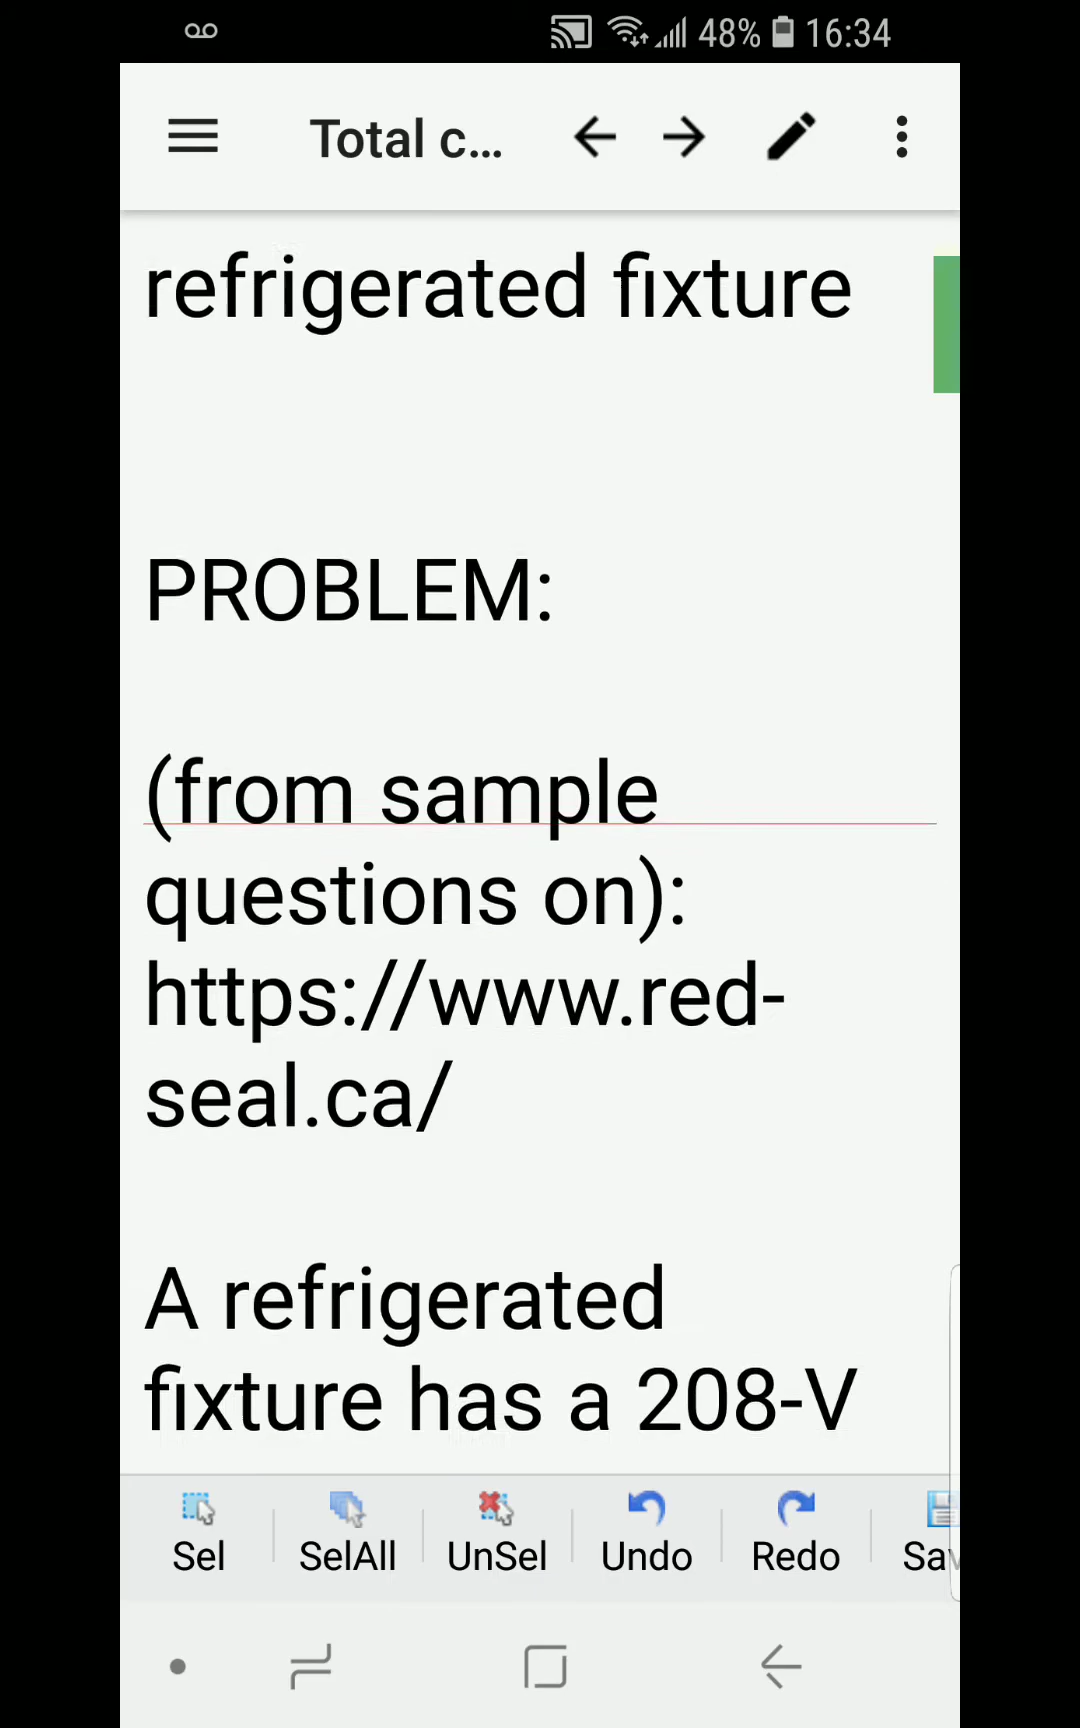 48% 16:34
Total c...
refrigerated fixture
PROBLEM:
(from sample
questions on):
https://www.red-
seal.ca/
A refrigerated
fixture has a 208-V
Sel SelAll UnSel Undo Redo Sav